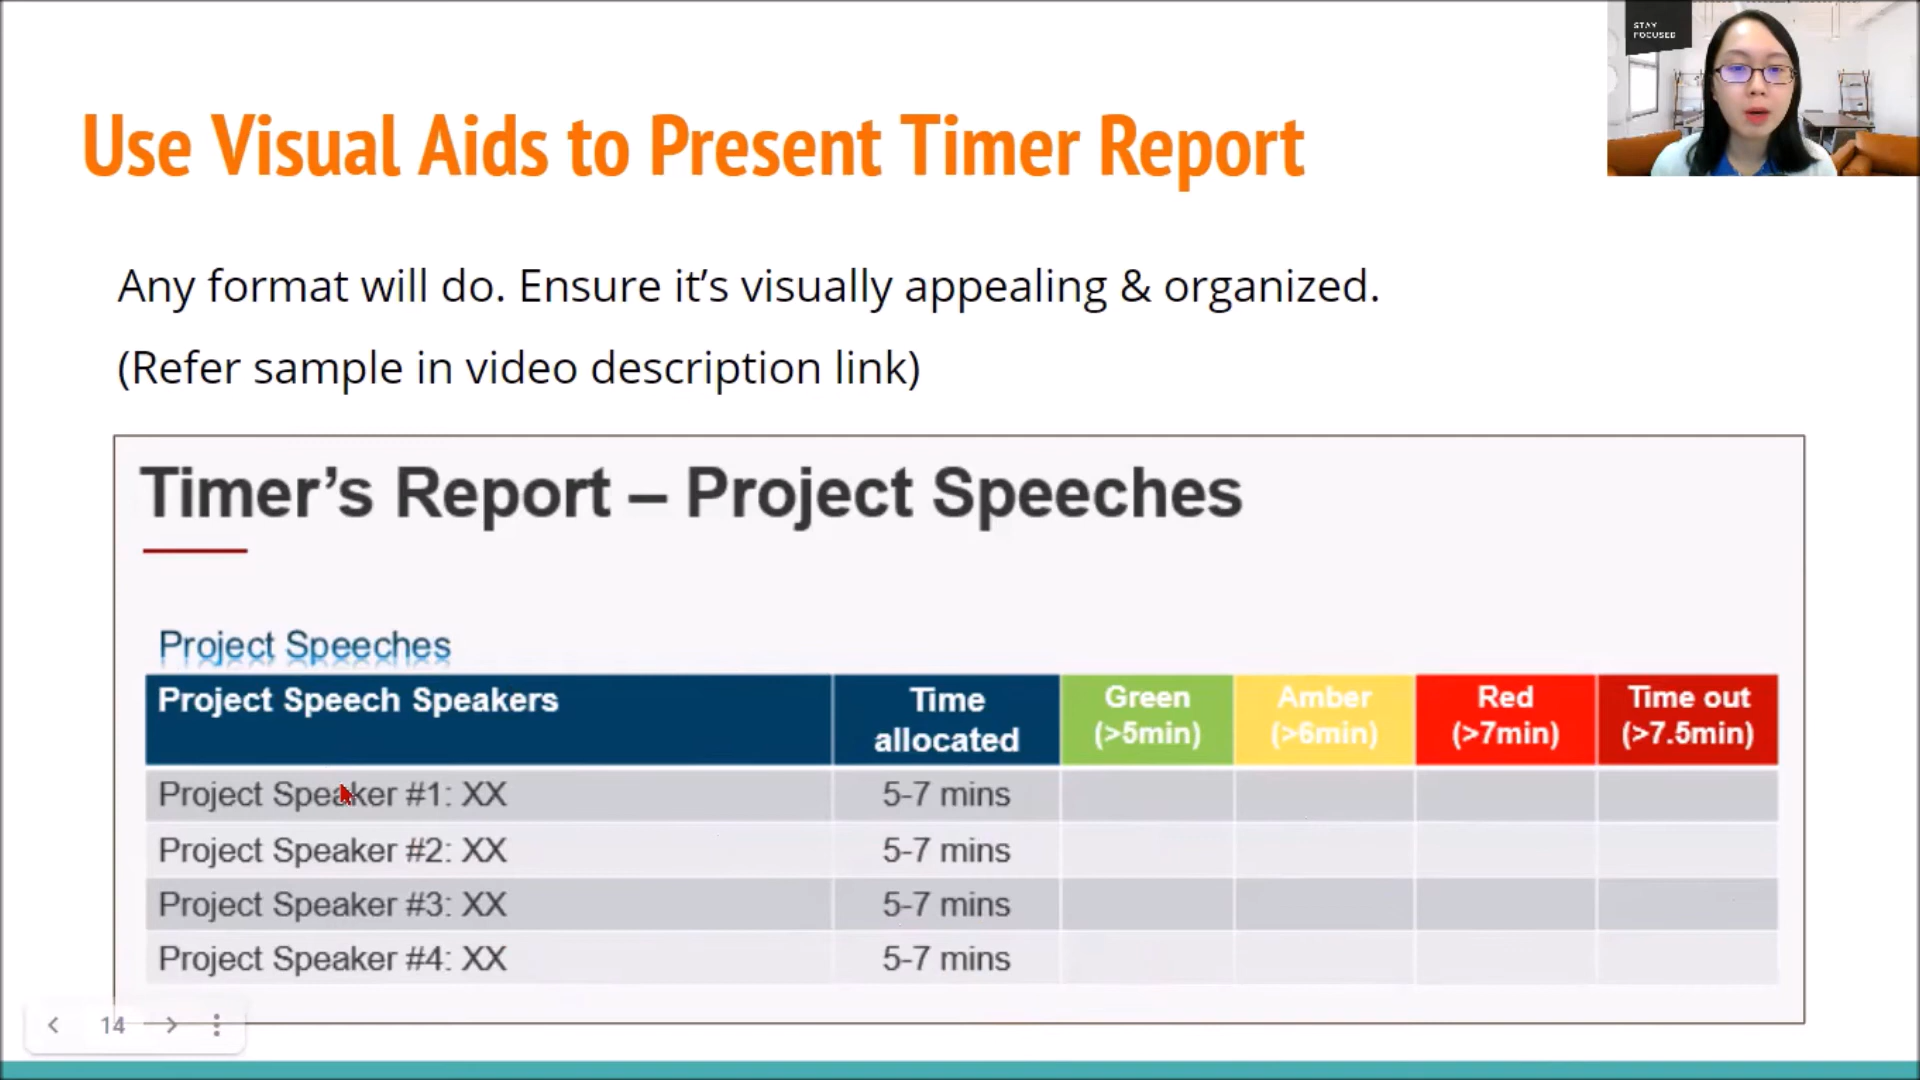 STAY
FOCUSED
Use Visual Aids to Present Timer Report
Any format will do. Ensure it’s visually appealing & organized.
(Refer sample in video description link)
Timer’s Report – Project Speeches
Project Speeches
Project Speech Speakers Time allocated Green (>5min) Amber (>6min) Red (>7min) Time out (>7.5min)
Project Speaker #1: XX 5-7 mins
Project Speaker #2: XX 5-7 mins
Project Speaker #3: XX 5-7 mins
Project Speaker #4: XX 5-7 mins
14